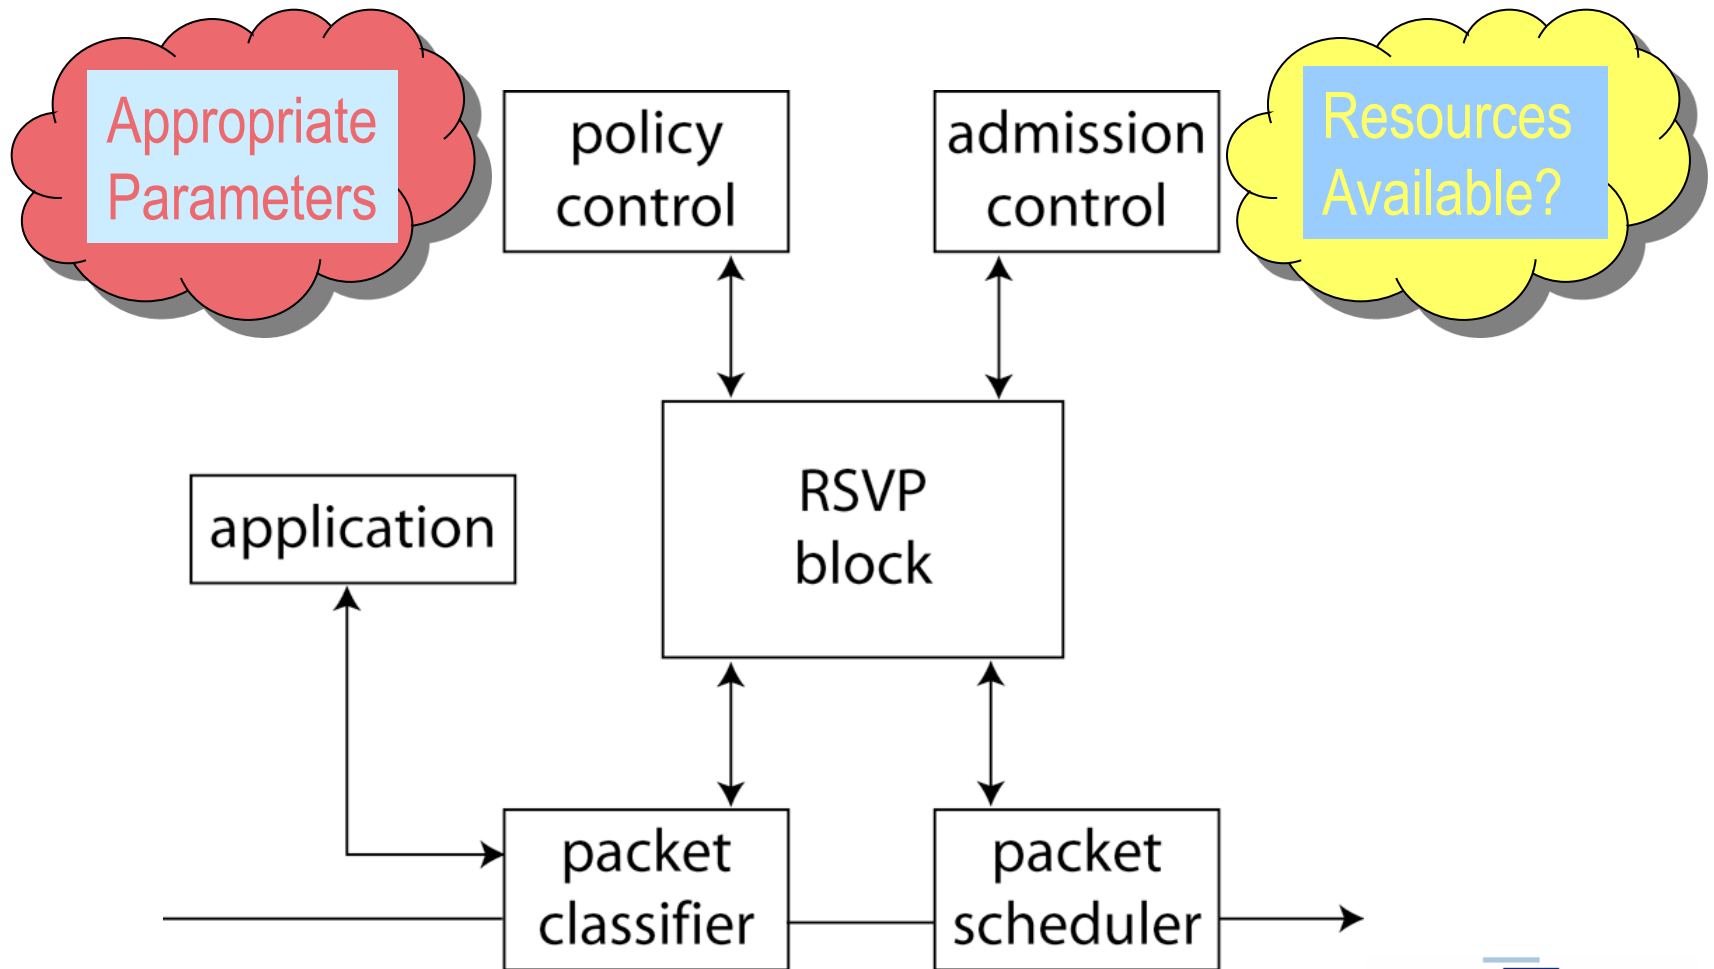 Appropriate
Parameters
policy
control
admission
control
Resources
Available?
RSVP
block
application
packet
classifier
packet
scheduler